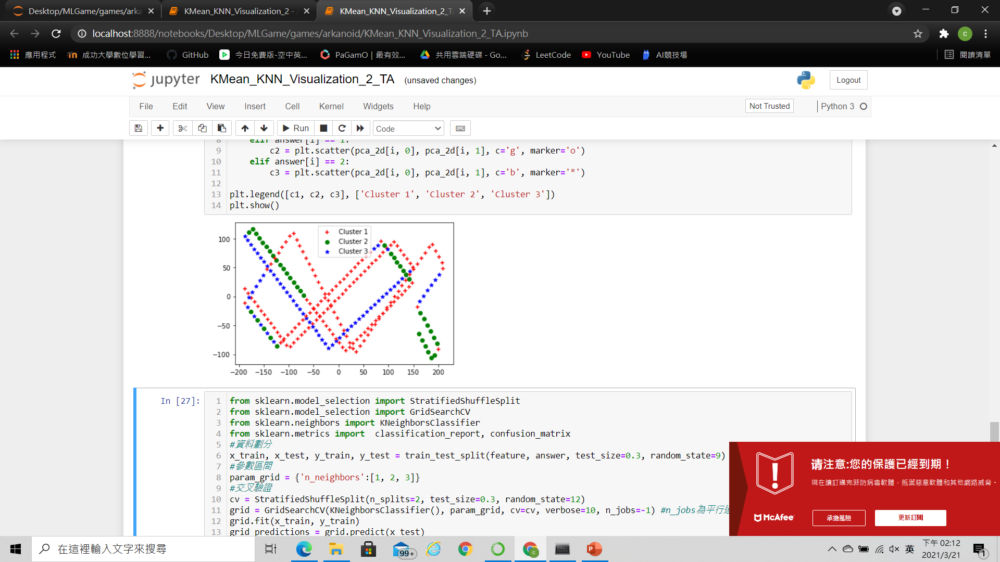 Desktop/MLGame/games/arka
KMean_KNN_Visualization_2 -
KMean_KNN_Visualization_2_T
localhost:8888/notebooks/Desktop/MLGame/games/arkanoid/KMean_KNN_Visualization_2_TA.ipynb
c
應用程式
成功大學數位學習...
GitHub
今日免費版-空中英...
PaGamO | 最有效...
共用雲端硬碟 - Go...
LeetCode
YouTube
AI競技場
閱讀清單
jupyter KMean_KNN_Visualization_2_TA (unsaved changes)
Logout
File Edit View Insert Cell Kernel Widgets Help
Not Trusted
Python 3
Run
Code
8 elif answer[i] == 1:
9 c2 = plt.scatter(pca_2d[i, 0], pca_2d[i, 1], c='g', marker='o')
10 elif answer[i] == 2:
11 c3 = plt.scatter(pca_2d[i, 0], pca_2d[i, 1], c='b', marker='*')
12
13 plt.legend([c1, c2, c3], ['Cluster 1', 'Cluster 2', 'Cluster 3'])
14 plt.show()
Cluster 1
Cluster 2
Cluster 3
100
50
0
−50
−100
−200 −150 −100 −50 0 50 100 150 200
In [27]:
1 from sklearn.model_selection import StratifiedShuffleSplit
2 from sklearn.model_selection import GridSearchCV
3 from sklearn.neighbors import KNeighborsClassifier
4 from sklearn.metrics import  classification_report, confusion_matrix
5 #資料劃分
6 x_train, x_test, y_train, y_test = train_test_split(feature, answer, test_size=0.3, random_state=9)
7 #參數區間
8 param_grid = {'n_neighbors':[1, 2, 3]}
9 #交叉驗證
10 cv = StratifiedShuffleSplit(n_splits=2, test_size=0.3, random_state=12)
11 grid = GridSearchCV(KNeighborsClassifier(), param_grid, cv=cv, verbose=10, n_jobs=-1) #n_jobs為平行運
12 grid.fit(x_train, y_train)
13 grid_predictions = grid.predict(x_test)
请注意:您的保護已經到期！
現在續訂邁克菲防病毒軟體，抵禦惡意軟體和其他網路威脅。
McAfee
承擔風險
更新訂閱
在這裡輸入文字來搜尋
99+
英
下午 02:12
2021/3/21
1